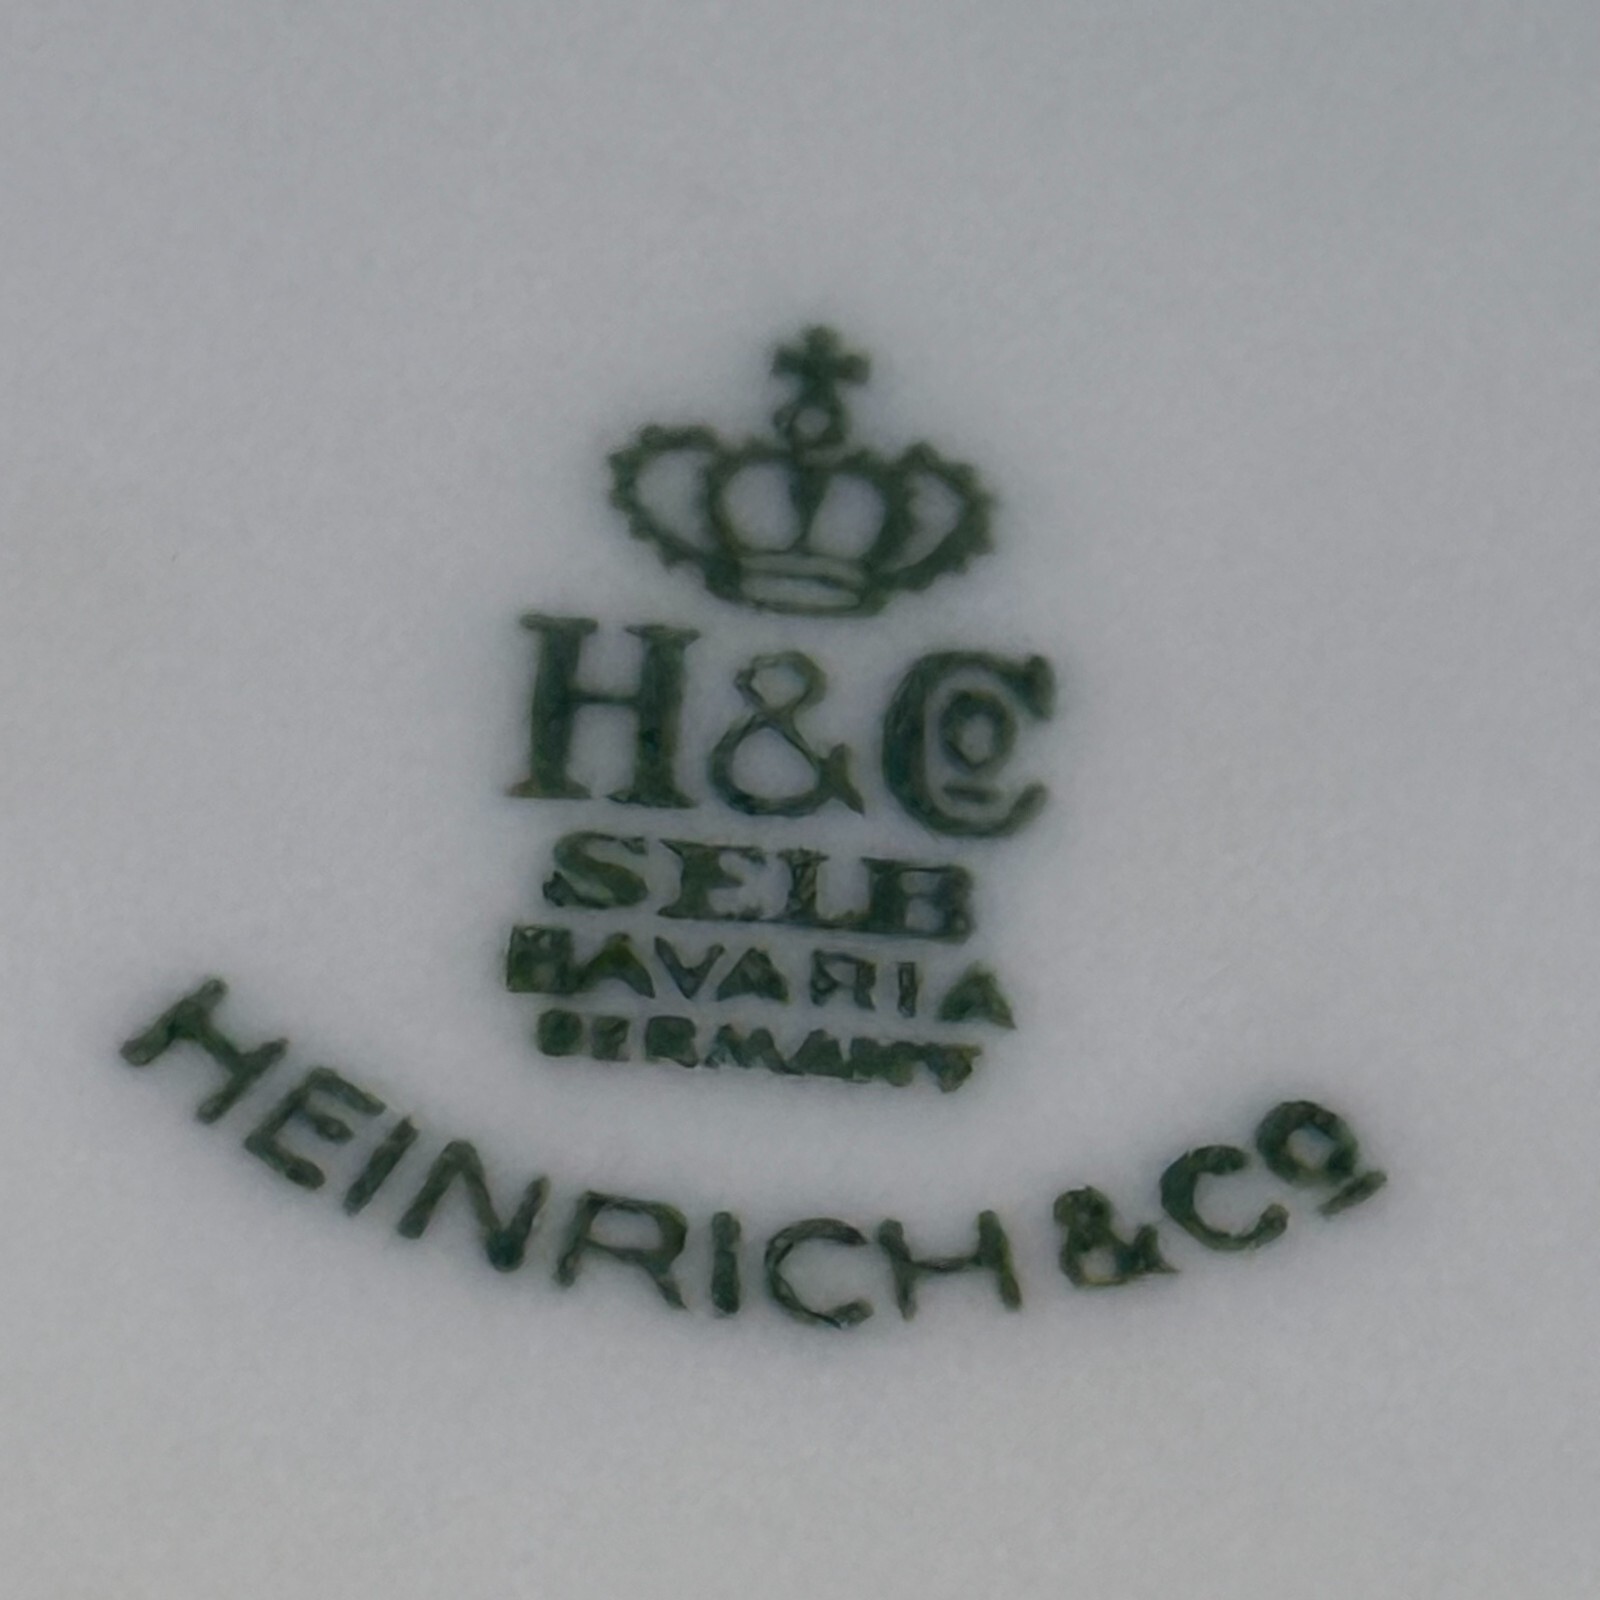 H&Co
SELB
BAVARIA
GERMANY
HEINRICH & Co